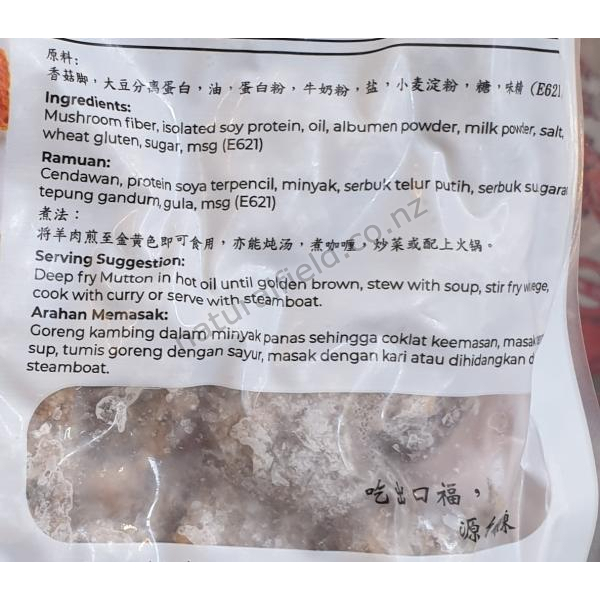 原料:
香菇脚，大豆分离蛋白，油，蛋白粉，牛奶粉，盐，小麦淀粉，糖，味精 (E621
Ingredients:
Mushroom fiber, isolated soy protein, oil, albumen powder, milk powder, salt,
wheat gluten, sugar, msg (E621)
Ramuan:
Cendawan, protein soya terpencil, minyak, serbuk telur putih, serbuk su
tepung gandum, gula, msg (E621)
煮法：
将羊肉煎至金黄色即可食用，亦能炖汤，煮咖喱，炒菜或配上火锅。
Serving Suggestion:
Deep fry Mutton in hot oil until golden brown, stew with soup, stir fry
cook with curry or serve with steamboat.
Arahan Memasak:
Goreng kambing dalam minyak panas sehingga coklat keemasan, masak
sup, tumis goreng dengan sayur, masak dengan kari atau dihidangkan d
steamboat.
naturalfield.co.nz
吃出口福，
源